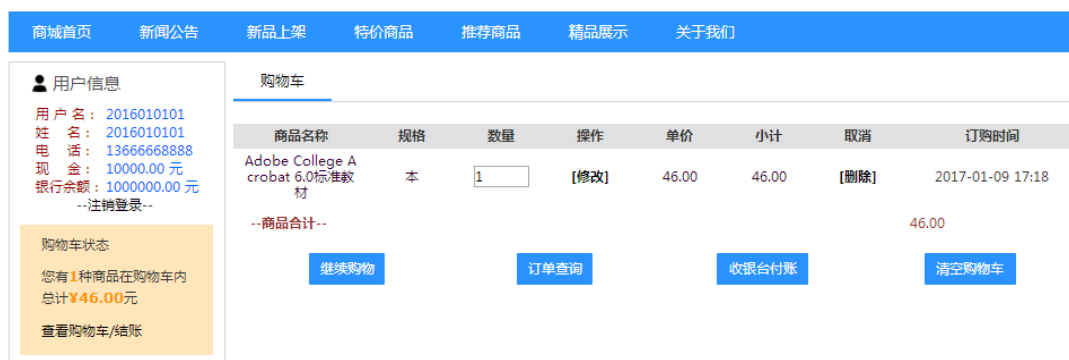 商城首页 新闻公告 新品上架 特价商品 推荐商品 精品展示 关于我们
用户信息
用 户 名： 2016010101
姓 名： 2016010101
电 话： 13666668888
现 金： 10000.00 元
银行余额：1000000.00 元
--注销登录--
购物车状态
您有1种商品在购物车内
总计¥46.00元
查看购物车/结账
购物车
商品名称 规格 数量 操作 单价 小计 取消 订购时间
Adobe College A
crobat 6.0标准教 本 1 [修改] 46.00 46.00 [删除] 2017-01-09 17:18
材
--商品合计-- 46.00
继续购物 订单查询 收银台付账 清空购物车